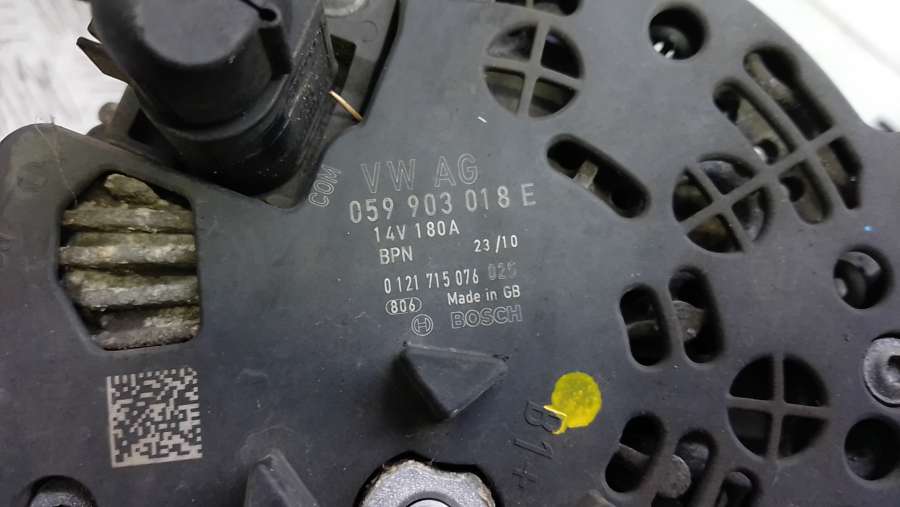 COM
VW AG
059 903 018 E
14V 180A
BPN 23/10
0 121 715 076
806 Made in GB
BOSCH
B1+